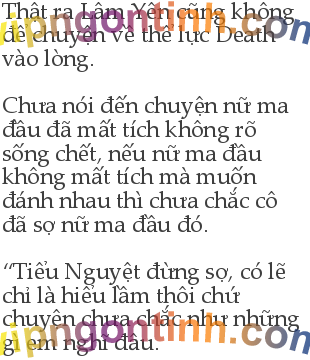 Thật ra Lâm Yến cũng không
để chuyện về thế lực Death
vào lòng.
Chưa nói đến chuyện nữ ma
đầu đã mất tích không rõ
sống chết, nếu nữ ma đầu
không mất tích mà muốn
đánh nhau thì chưa chắc cô
đã sợ nữ ma đầu đó.
“Tiểu Nguyệt đừng sợ, có lẽ
chỉ là hiểu lầm thôi chứ
chuyện chưa chắc như những
gì em nghĩ đâu.
vipngontinh.com
vipngontinh.com